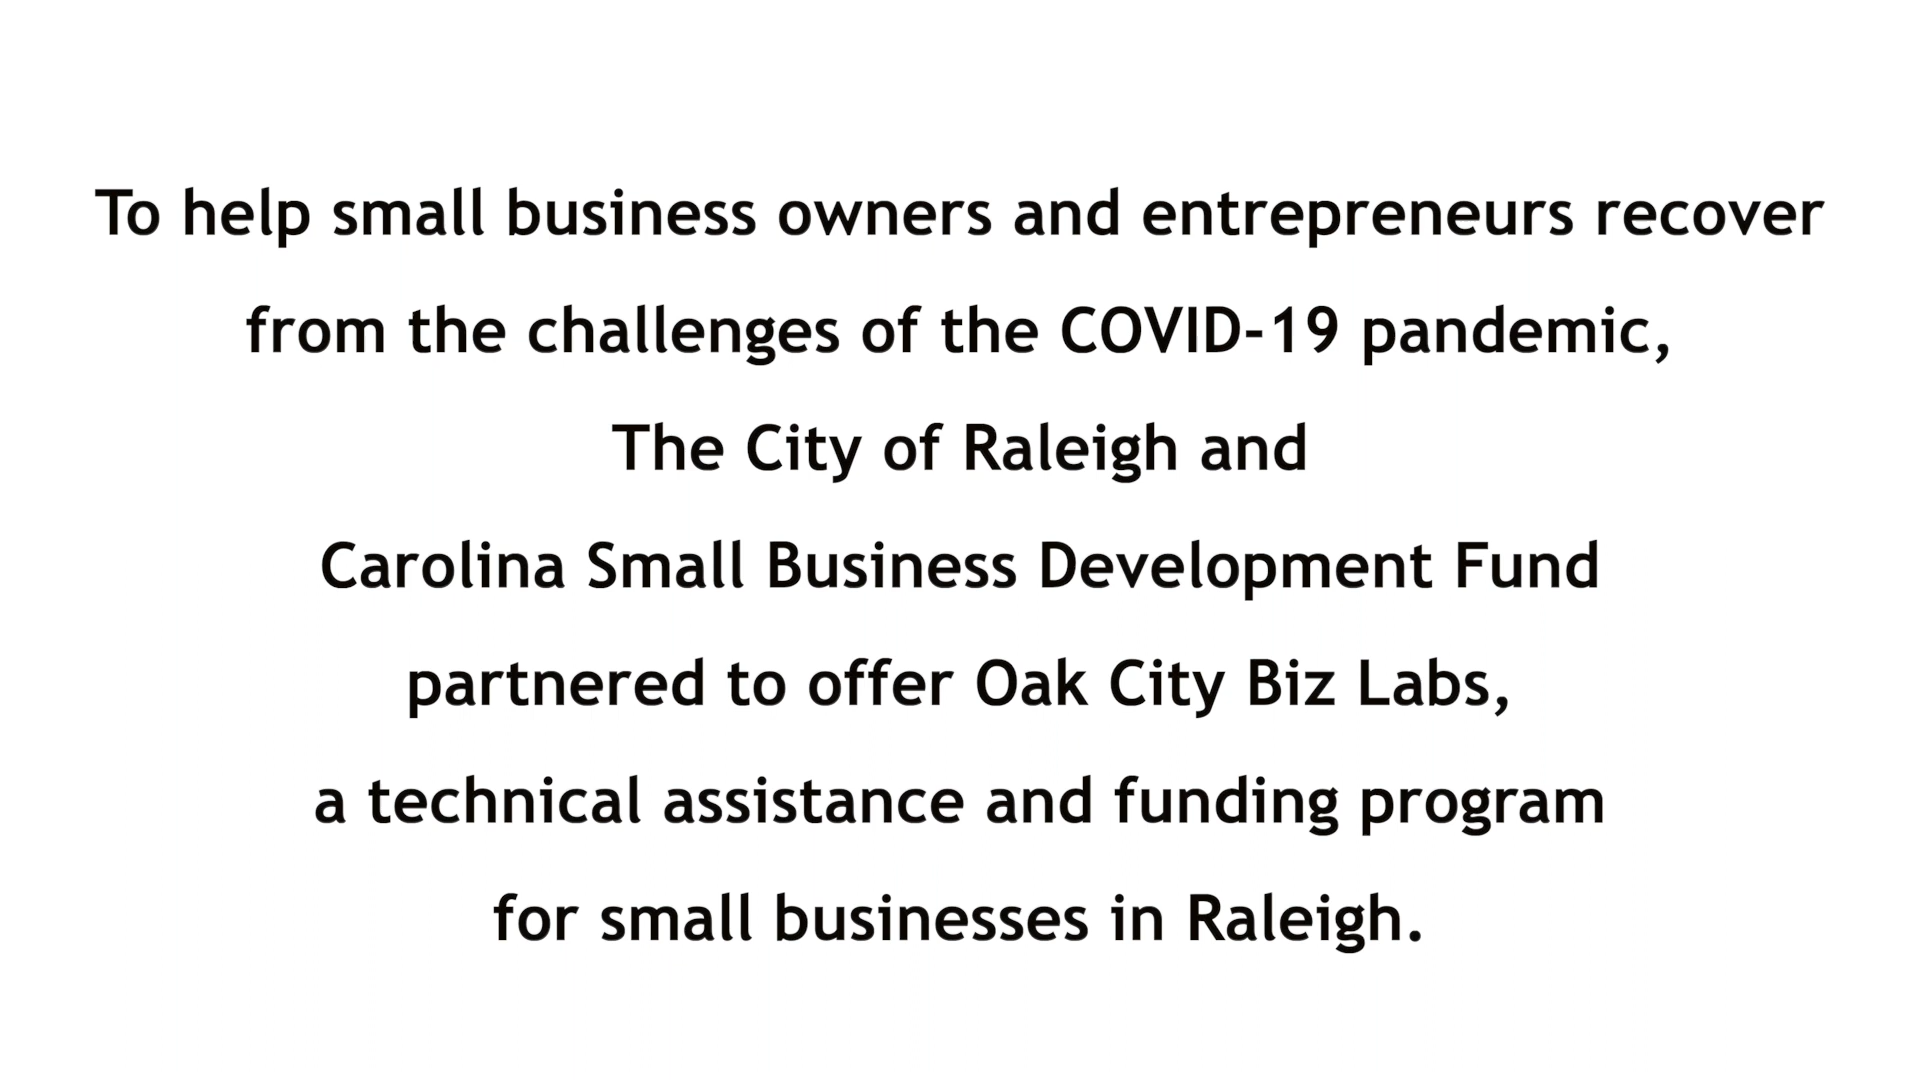 To help small business owners and entrepreneurs recover
from the challenges of the COVID-19 pandemic,
The City of Raleigh and
Carolina Small Business Development Fund
partnered to offer Oak City Biz Labs,
a technical assistance and funding program
for small businesses in Raleigh.